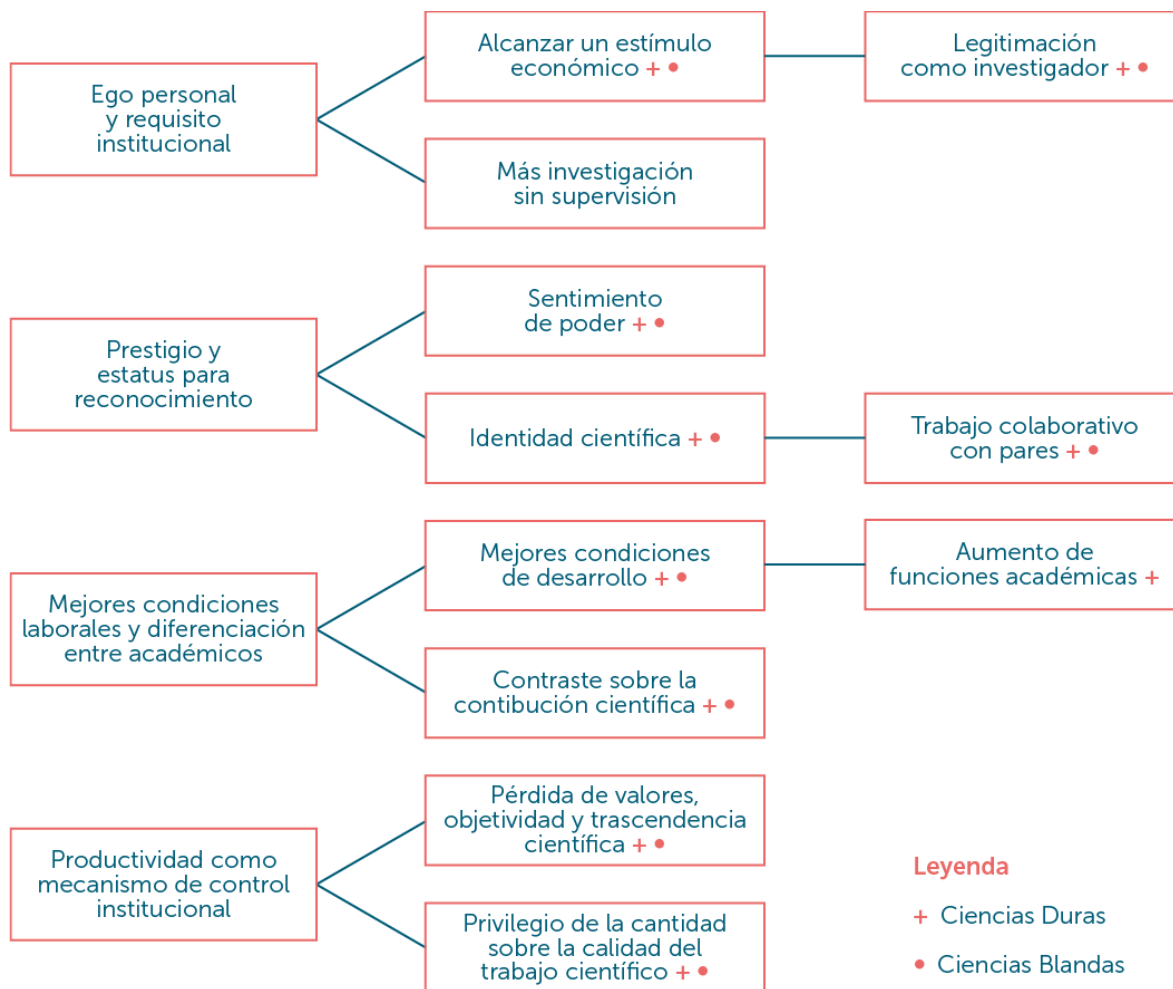 Ego personal
y requisito
institucional
Alcanzar un estímulo
económico + •
Legitimación
como investigador + •
Más investigación
sin supervisión
Prestigio y
estatus para
reconocimiento
Sentimiento
de poder + •
Identidad científica + •
Trabajo colaborativo
con pares + •
Mejores condiciones
laborales y diferenciación
entre académicos
Mejores condiciones
de desarrollo + •
Aumento de
funciones académicas +
Contraste sobre la
contibución científica + •
Productividad como
mecanismo de control
institucional
Pérdida de valores,
objetividad y trascendencia
científica + •
Privilegio de la cantidad
sobre la calidad del
trabajo científico + •
Leyenda
+ Ciencias Duras
• Ciencias Blandas